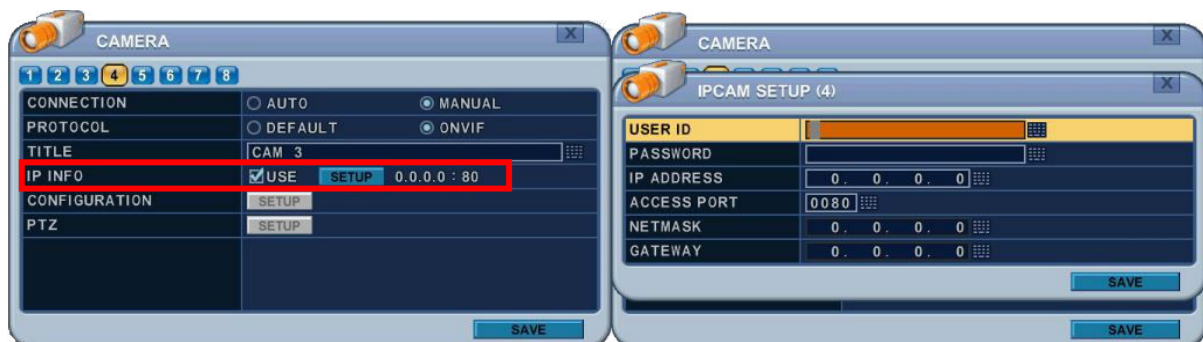 CAMERA
X
1 2 3 4 5 6 7 8
CONNECTION AUTO MANUAL
PROTOCOL DEFAULT ONVIF
TITLE CAM 3
IP INFO USE SETUP 0.0.0.0 : 80
CONFIGURATION SETUP
PTZ SETUP
SAVE
CAMERA
X
IPCAM SETUP (4)
X
USER ID
PASSWORD
IP ADDRESS 0. 0. 0. 0
ACCESS PORT 0080
NETMASK 0. 0. 0. 0
GATEWAY 0. 0. 0. 0
SAVE
SAVE